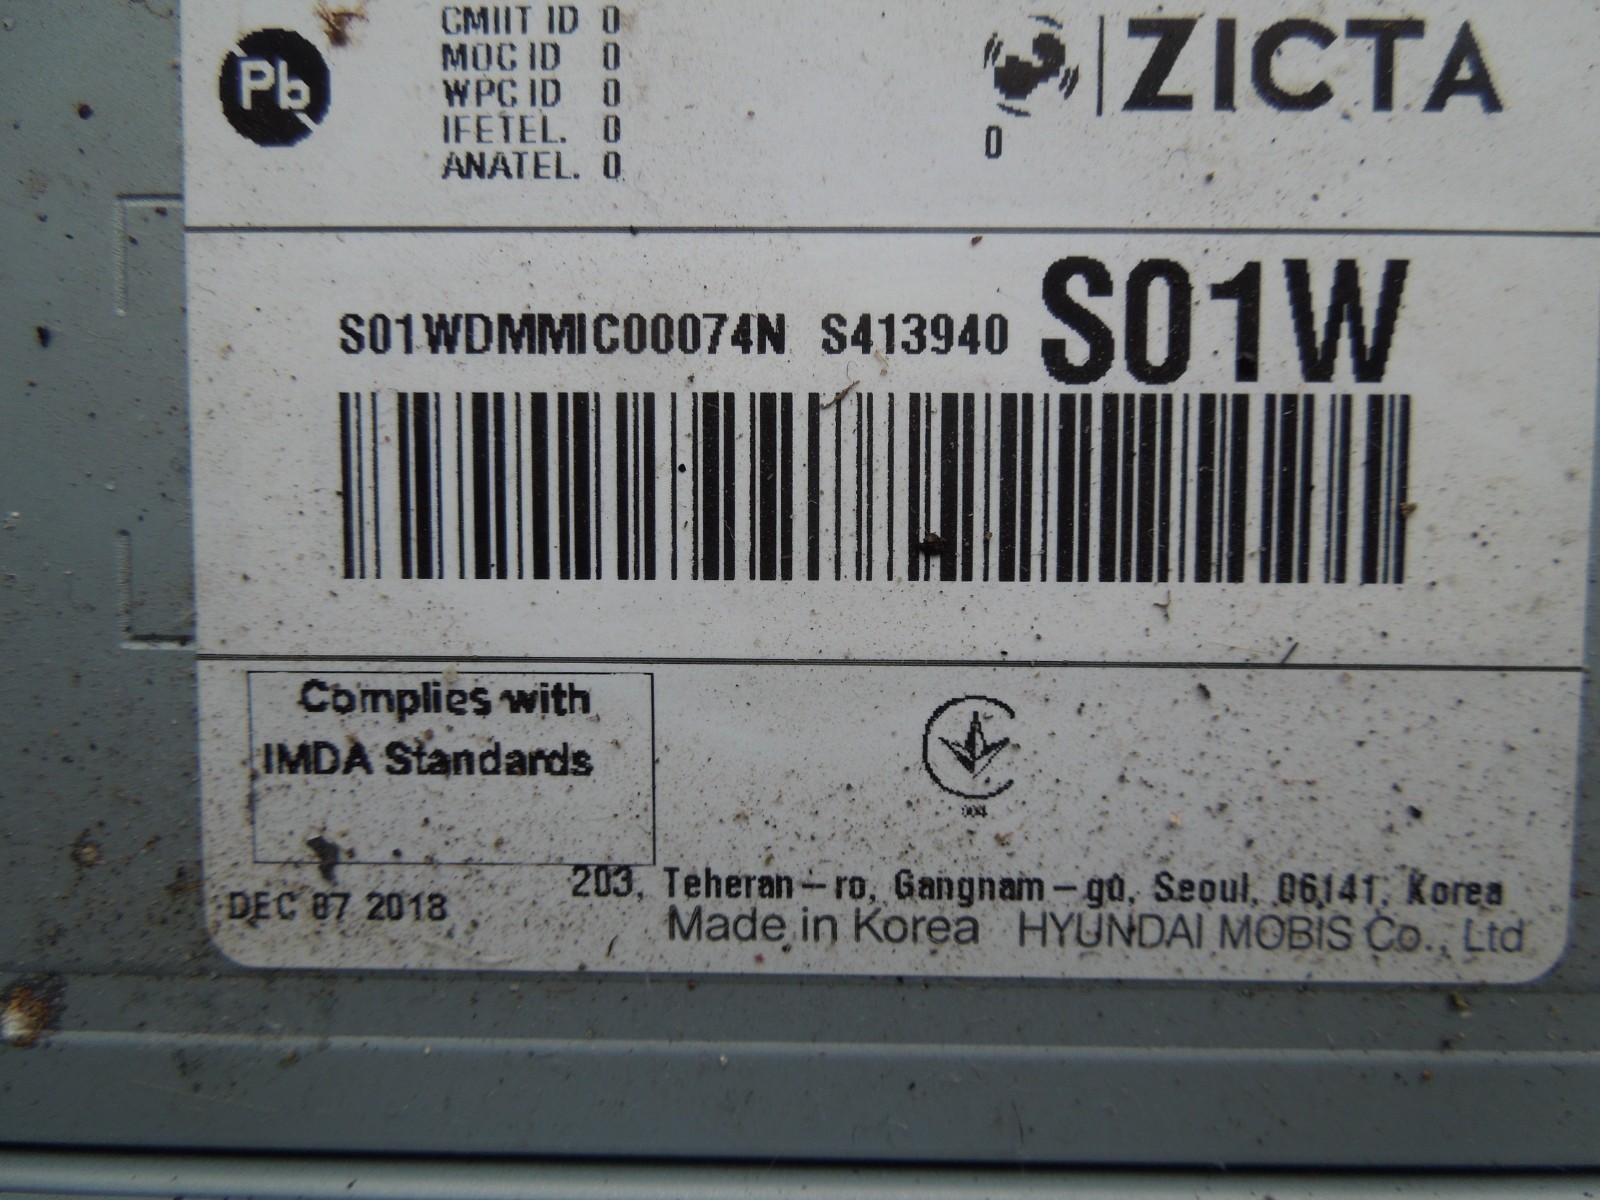 CMIIT ID 0
MOC ID 0
WPC ID 0
IFETEL. 0
ANATEL. 0
Pb
ZICTA
0
S01WDMMIC00074N S413940 S01W
Complies with
IMDA Standards
DEC 07 2018
203, Teheran-ro, Gangnam-gu, Seoul, 06141, Korea
Made in Korea HYUNDAI MOBIS Co., Ltd